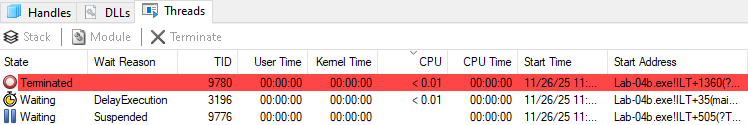 Handles DLLs Threads
Stack Module Terminate
State Wait Reason TID User Time Kernel Time CPU CPU Time Start Time Start Address
Terminated 9780 00:00:00 00:00:00 < 0.01 00:00:00 11/26/25 11:... Lab-04b.exe!ILT+1360(?...
Waiting DelayExecution 3196 00:00:00 00:00:00 < 0.01 00:00:00 11/26/25 11:... Lab-04b.exe!ILT+35(mai...
Waiting Suspended 9776 00:00:00 00:00:00 00:00:00 11/26/25 11:... Lab-04b.exe!ILT+505(?T...